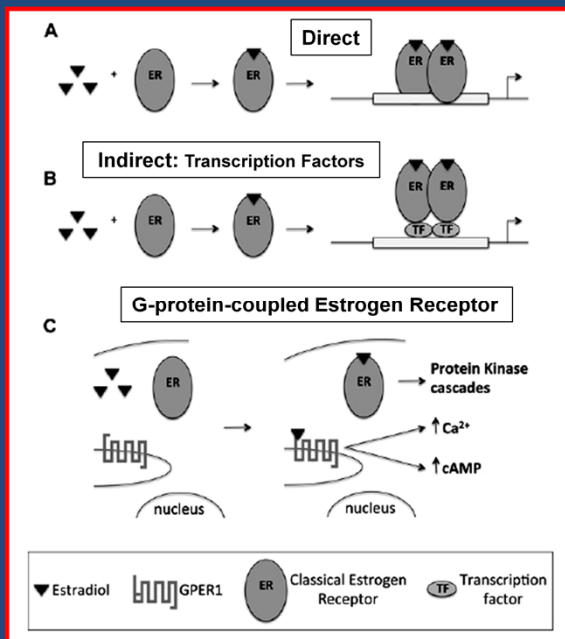 A
Direct
+
ER
ER
ER
ER
Indirect: Transcription Factors
B
+
ER
ER
ER
ER
TF
TF
G-protein-coupled Estrogen Receptor
C
ER
ER
Protein Kinase
cascades
↑Ca²⁺
↑cAMP
nucleus
nucleus
Estradiol
GPER1
ER
Classical Estrogen
Receptor
TF
Transcription
factor